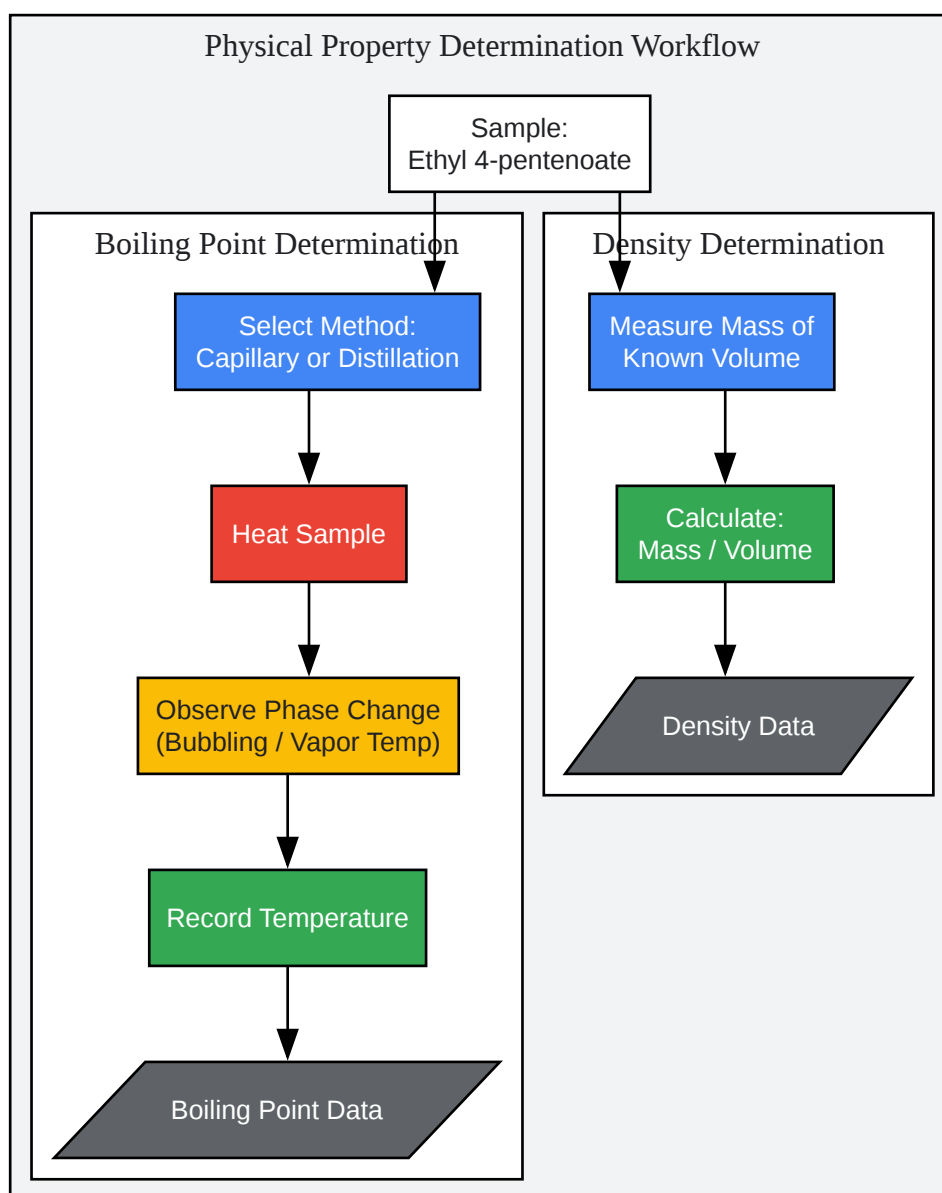 Physical Property Determination Workflow
Sample:
Ethyl 4-pentenoate
Boiling Point Determination
Select Method:
Capillary or Distillation
Heat Sample
Observe Phase Change
(Bubbling / Vapor Temp)
Record Temperature
Boiling Point Data
Density Determination
Measure Mass of
Known Volume
Calculate:
Mass / Volume
Density Data